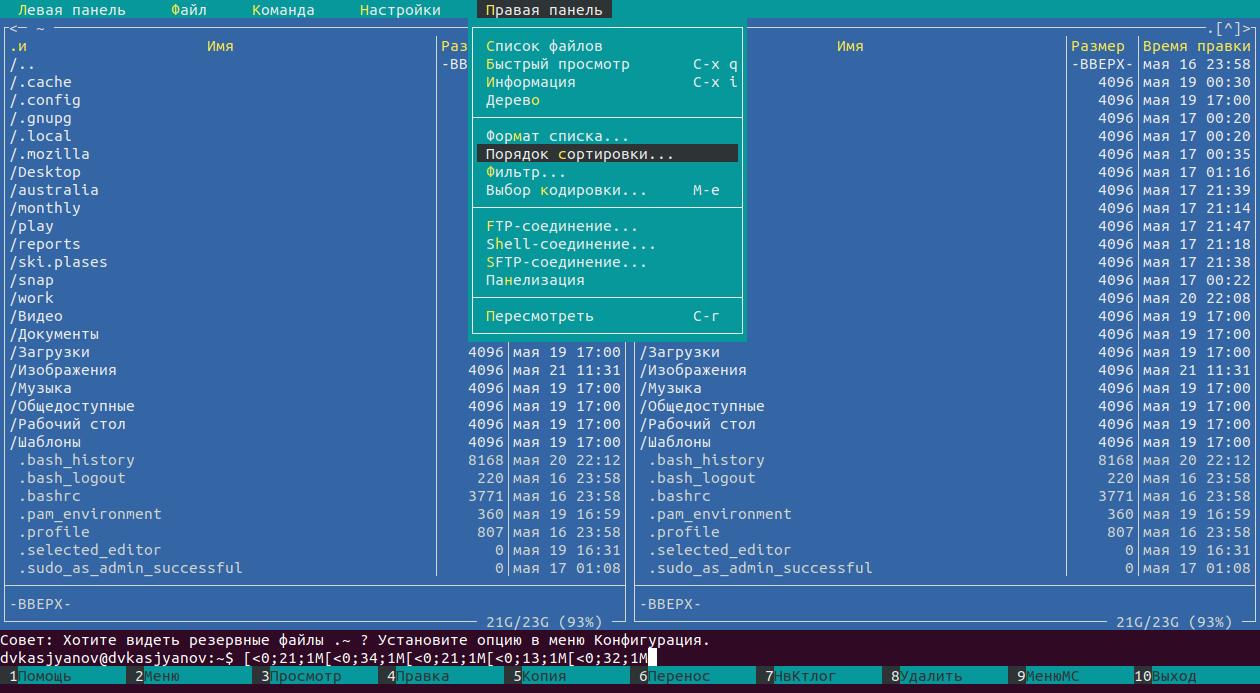 Левая панель Файл Команда Настройки Правая панель
<─ ~ .[^]>
.и Имя Раз Имя Размер Время правки
/.. -ВВ -ВВЕРХ- мая 16 23:58
/.cache 4096 мая 19 00:30
/.config 4096 мая 19 17:00
/.gnupg 4096 мая 17 00:20
/.local 4096 мая 17 00:20
/.mozilla 4096 мая 17 00:35
/Desktop 4096 мая 17 01:16
/australia 4096 мая 17 21:39
/monthly 4096 мая 17 21:14
/play 4096 мая 17 21:47
/reports 4096 мая 17 21:18
/ski.plases 4096 мая 17 21:38
/snap 4096 мая 17 00:22
/work 4096 мая 20 22:08
/Видео 4096 мая 19 17:00
/Документы 4096 мая 19 17:00
Список файлов
Быстрый просмотр C-x q
Информация C-x i
Дерево
Формат списка...
Порядок сортировки...
Фильтр...
Выбор кодировки... M-e
FTP-соединение...
Shell-соединение...
SFTP-соединение...
Панелизация
Пересмотреть C-r
/Загрузки 4096 мая 19 17:00 /Загрузки 4096 мая 19 17:00
/Изображения 4096 мая 21 11:31 /Изображения 4096 мая 21 11:31
/Музыка 4096 мая 19 17:00 /Музыка 4096 мая 19 17:00
/Общедоступные 4096 мая 19 17:00 /Общедоступные 4096 мая 19 17:00
/Рабочий стол 4096 мая 19 17:00 /Рабочий стол 4096 мая 19 17:00
/Шаблоны 4096 мая 19 17:00 /Шаблоны 4096 мая 19 17:00
.bash_history 8168 мая 20 22:12 .bash_history 8168 мая 20 22:12
.bash_logout 220 мая 16 23:58 .bash_logout 220 мая 16 23:58
.bashrc 3771 мая 16 23:58 .bashrc 3771 мая 16 23:58
.pam_environment 360 мая 19 16:59 .pam_environment 360 мая 19 16:59
.profile 807 мая 16 23:58 .profile 807 мая 16 23:58
.selected_editor 0 мая 19 16:31 .selected_editor 0 мая 19 16:31
.sudo_as_admin_successful 0 мая 17 01:08 .sudo_as_admin_successful 0 мая 17 01:08
-ВВЕРХ- -ВВЕРХ-
21G/23G (93%) 21G/23G (93%)
Совет: Хотите видеть резервные файлы .~ ? Установите опцию в меню Конфигурация.
dvkasjyanov@dvkasjyanov:~$ [<0;21;1M[<0;34;1M[<0;21;1M[<0;13;1M[<0;32;1M
1Помощь 2Меню 3Просмотр 4Правка 5Копия 6Перенос 7НвКтлог 8Удалить 9МенюMC 10Выход